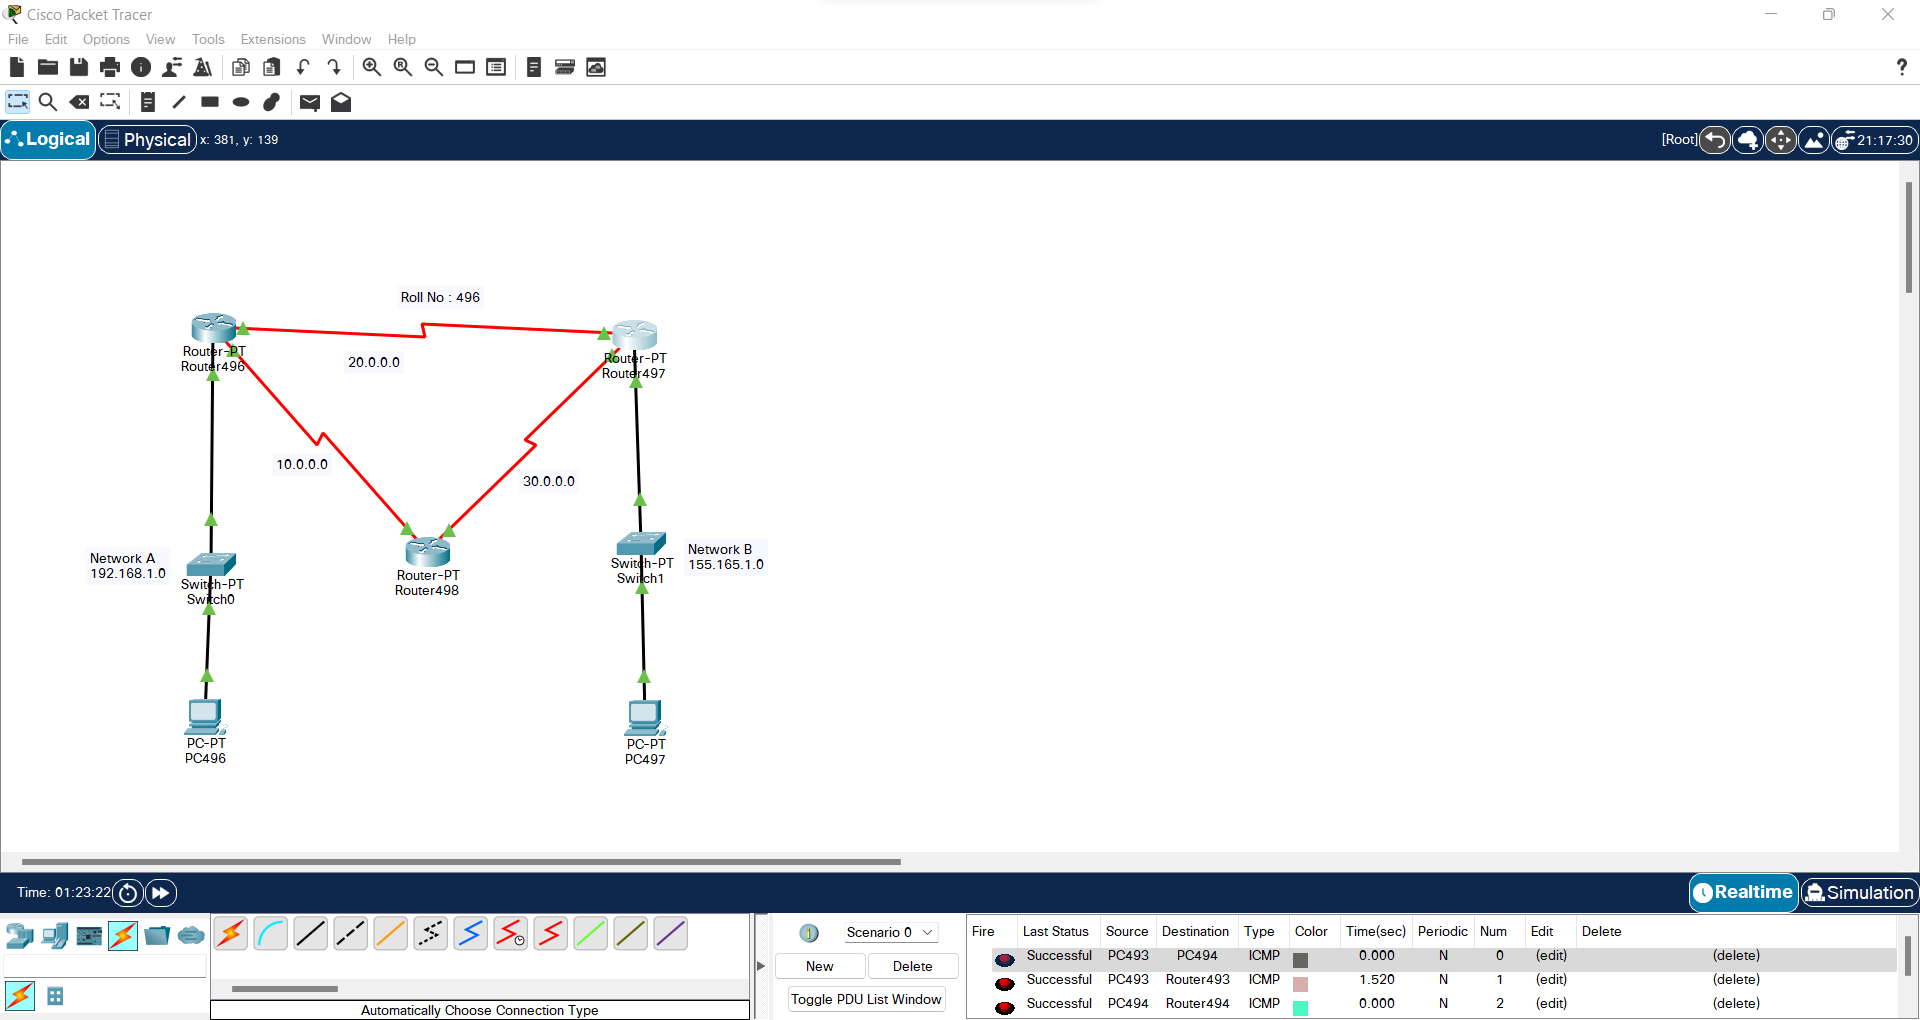 Cisco Packet Tracer
File Edit Options View Tools Extensions Window Help
Logical Physical x: 381, y: 139 [Root] 21:17:30
Roll No : 496
Router-PT
Router496
Router-PT
Router497
20.0.0.0
10.0.0.0
30.0.0.0
Network A
192.168.1.0
Switch-PT
Switch0
Router-PT
Router498
Switch-PT
Switch1
Network B
155.165.1.0
PC-PT
PC496
PC-PT
PC497
Time: 01:23:22 Realtime Simulation
Scenario 0
New Delete
Toggle PDU List Window
Automatically Choose Connection Type
Fire Last Status Source Destination Type Color Time(sec) Periodic Num Edit Delete
Successful PC493 PC494 ICMP 0.000 N 0 (edit) (delete)
Successful PC493 Router493 ICMP 1.520 N 1 (edit) (delete)
Successful PC494 Router494 ICMP 0.000 N 2 (edit) (delete)